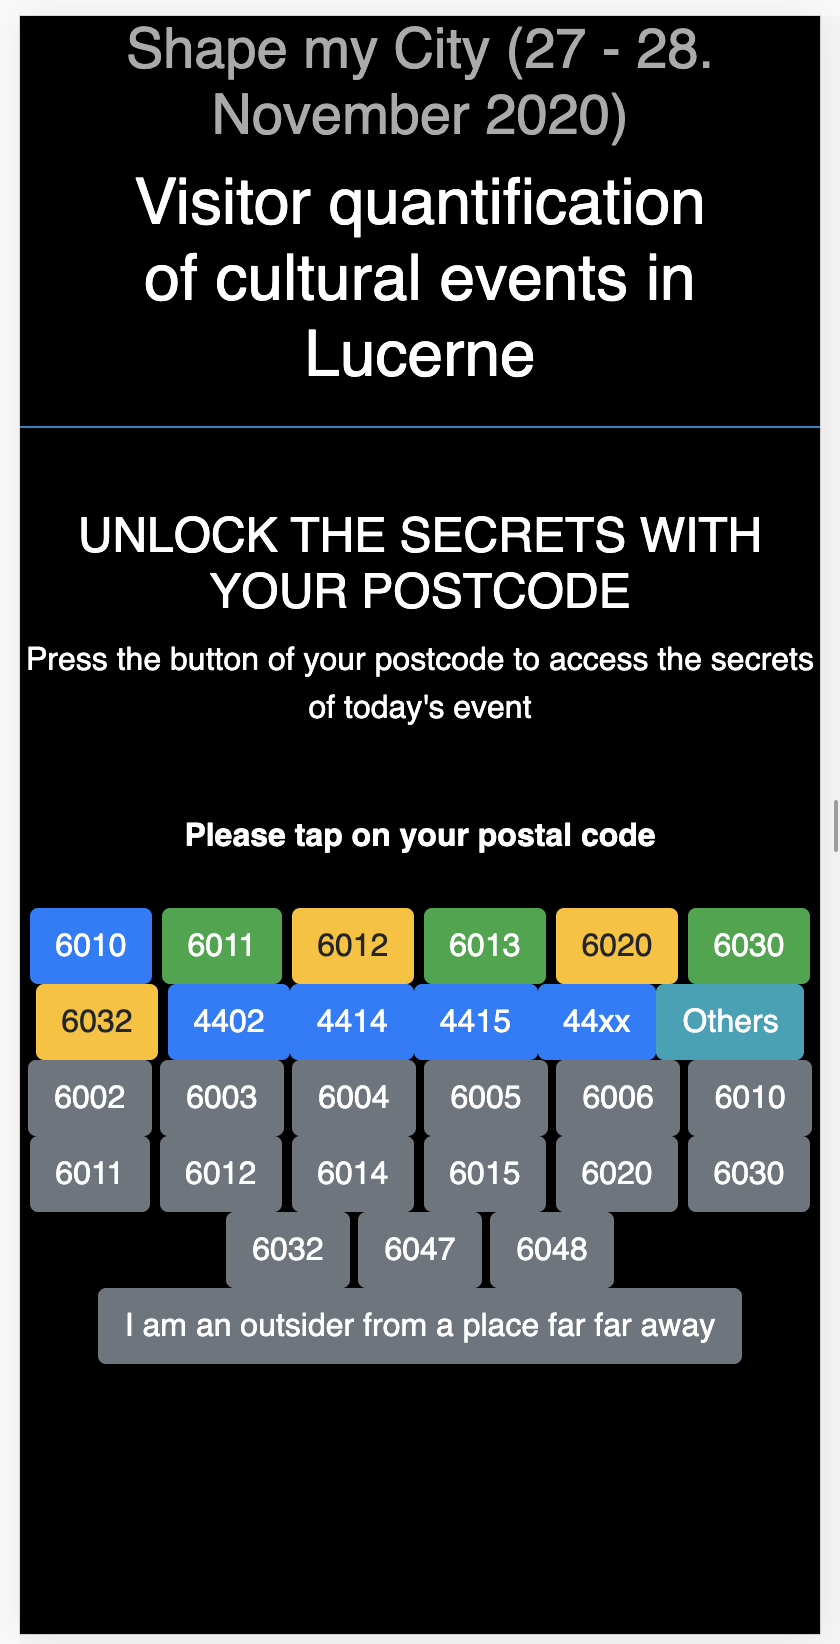 Shape my City (27 - 28.
November 2020)
Visitor quantification
of cultural events in
Lucerne
UNLOCK THE SECRETS WITH
YOUR POSTCODE
Press the button of your postcode to access the secrets
of today's event
Please tap on your postal code
6010 6011 6012 6013 6020 6030
6032 4402 4414 4415 44xx Others
6002 6003 6004 6005 6006 6010
6011 6012 6014 6015 6020 6030
6032 6047 6048
I am an outsider from a place far far away